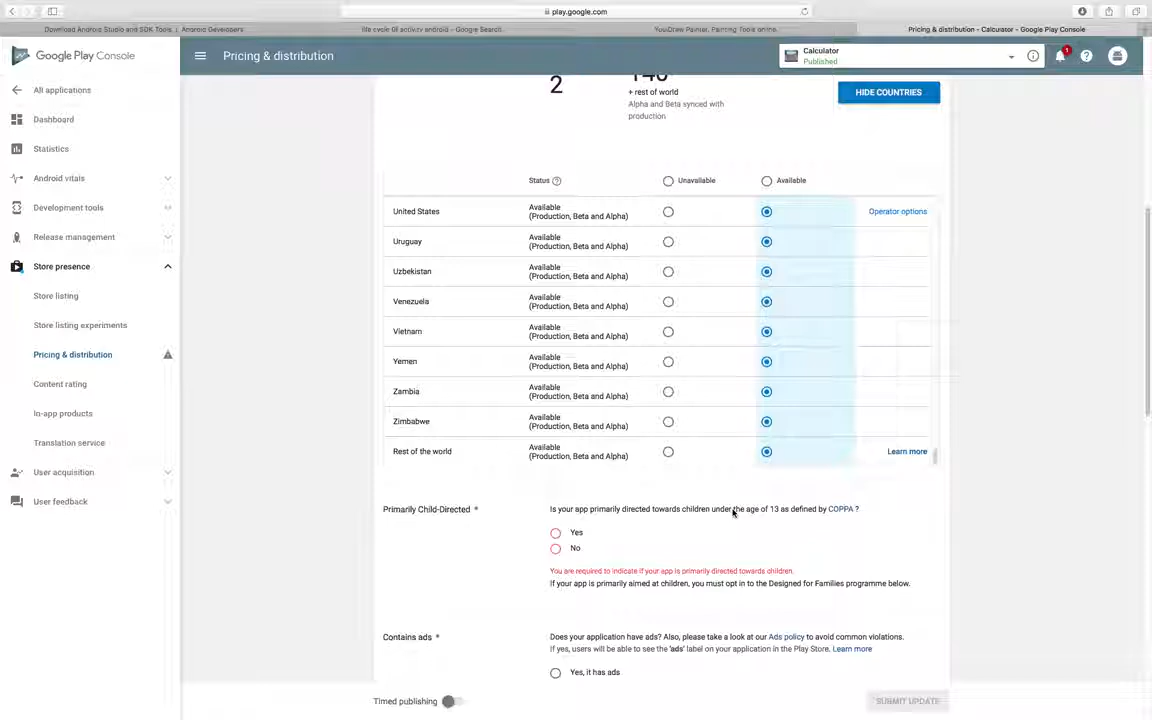 play.google.com
Download Android Studio and SDK Tools | Android Developers
life cycle of activity android - Google Search
YouiDraw Painter, Painting Tools online.
Pricing & distribution - Calculator - Google Play Console
Google Play Console
Pricing & distribution
Calculator
Published
1
All applications
Dashboard
Statistics
Android vitals
Development tools
Release management
Store presence
Store listing
Store listing experiments
Pricing & distribution
Content rating
In-app products
Translation service
User acquisition
User feedback
2
+ rest of world
Alpha and Beta synced with
production.
HIDE COUNTRIES
Status Unavailable Available
United States Available (Production, Beta and Alpha) Operator options
Uruguay Available (Production, Beta and Alpha)
Uzbekistan Available (Production, Beta and Alpha)
Venezuela Available (Production, Beta and Alpha)
Vietnam Available (Production, Beta and Alpha)
Yemen Available (Production, Beta and Alpha)
Zambia Available (Production, Beta and Alpha)
Zimbabwe Available (Production, Beta and Alpha)
Rest of the world Available (Production, Beta and Alpha) Learn more
Primarily Child-Directed * Is your app primarily directed towards children under the age of 13 as defined by COPPA ?
Yes
No
You are required to indicate if your app is primarily directed towards children.
If your app is primarily aimed at children, you must opt in to the Designed for Families programme below.
Contains ads * Does your application have ads? Also, please take a look at our Ads policy to avoid common violations.
If yes, users will be able to see the 'ads' label on your application in the Play Store. Learn more
Yes, it has ads
Timed publishing
SUBMIT UPDATE